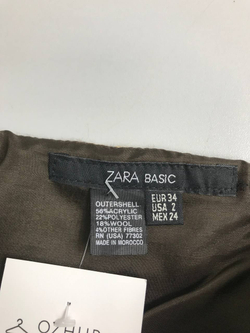 ZARA BASIC
OUTERSHELL
56%ACRYLIC
22%POLYESTER
18%WOOL
4%OTHER FIBRES
RN (USA) 77302
MADE IN MOROCCO
EUR 34
USA 2
MEX 24